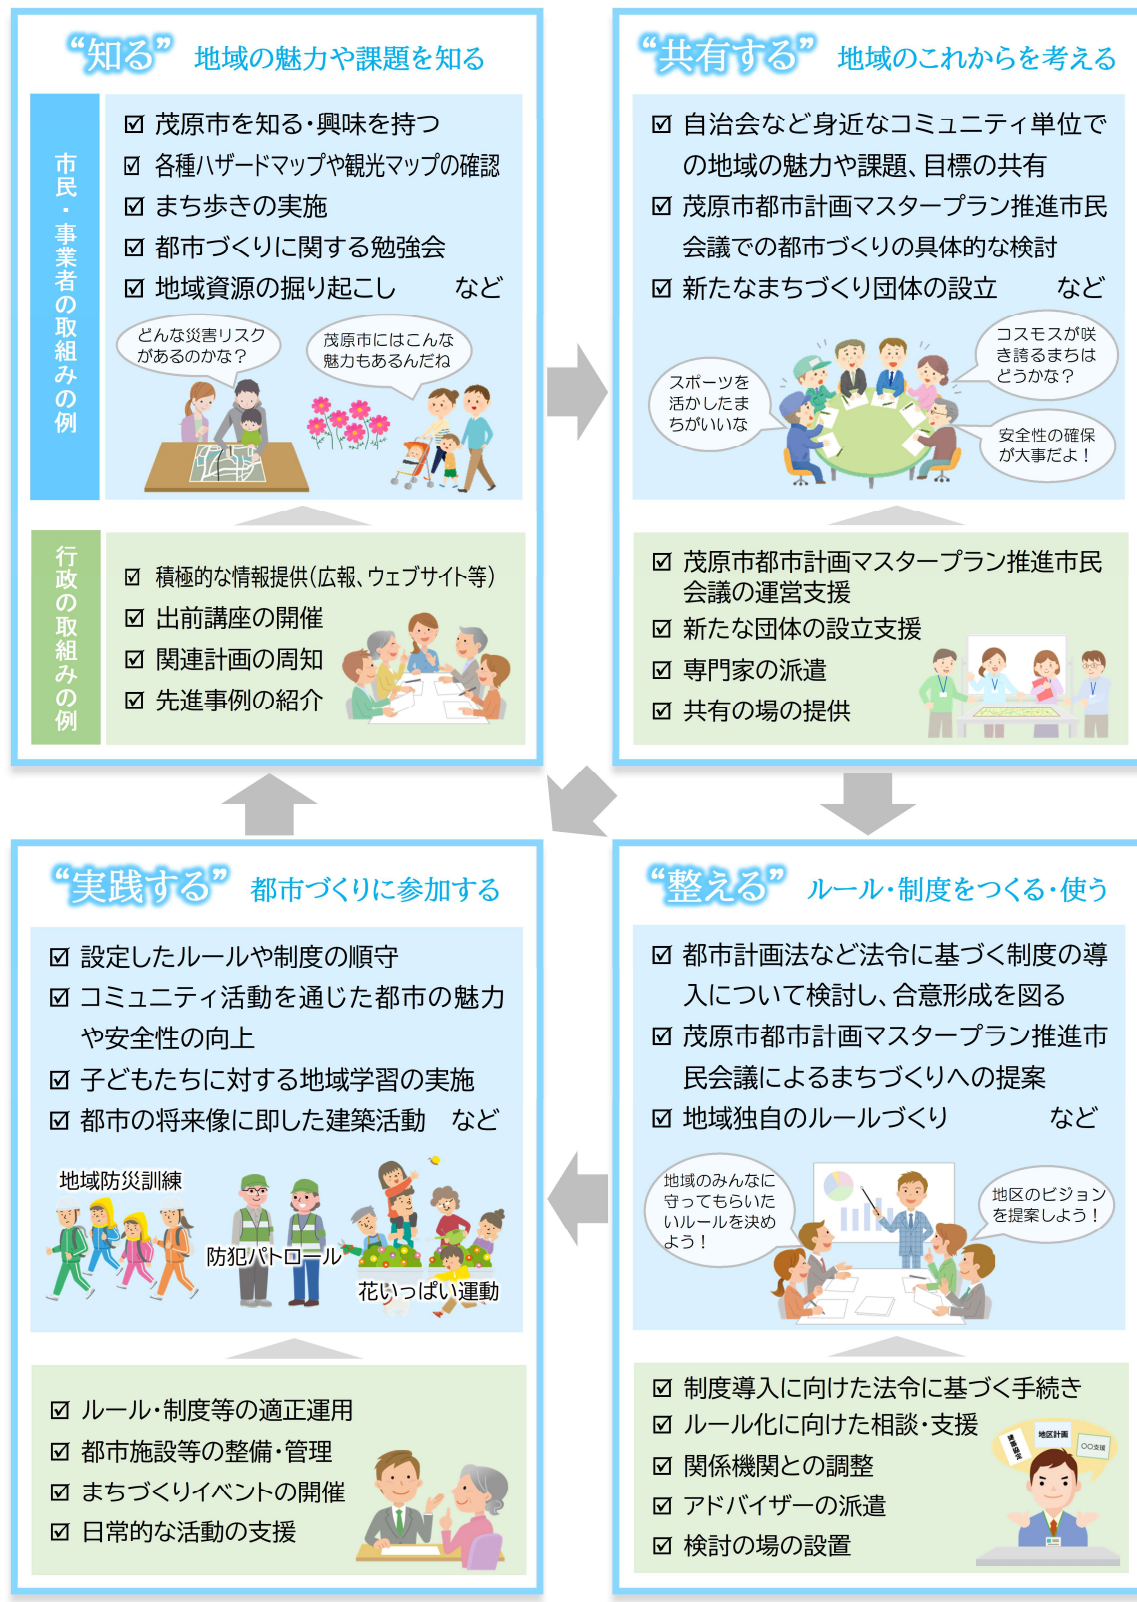 “知る” 地域の魅力や課題を知る
市民・事業者の取組みの例
☑ 茂原市を知る・興味を持つ
☑ 各種ハザードマップや観光マップの確認
☑ まち歩きの実施
☑ 都市づくりに関する勉強会
☑ 地域資源の掘り起こし など
どんな災害リスク
があるのかな？
茂原市にはこんな
魅力もあるんだね
行政の取組みの例
☑ 積極的な情報提供(広報、ウェブサイト等)
☑ 出前講座の開催
☑ 関連計画の周知
☑ 先進事例の紹介
“共有する” 地域のこれからを考える
☑ 自治会など身近なコミュニティ単位で
の地域の魅力や課題、目標の共有
☑ 茂原市都市計画マスタープラン推進市民
会議での都市づくりの具体的な検討
☑ 新たなまちづくり団体の設立 など
スポーツを
活かしたま
ちがいいな
コスモスが咲
き誇るまちは
どうかな？
安全性の確保
が大事だよ！
☑ 茂原市都市計画マスタープラン推進市民
会議の運営支援
☑ 新たな団体の設立支援
☑ 専門家の派遣
☑ 共有の場の提供
“実践する” 都市づくりに参加する
☑ 設定したルールや制度の順守
☑ コミュニティ活動を通じた都市の魅力
や安全性の向上
☑ 子どもたちに対する地域学習の実施
☑ 都市の将来像に即した建築活動 など
地域防災訓練
防犯パトロール
花いっぱい運動
☑ ルール・制度等の適正運用
☑ 都市施設等の整備・管理
☑ まちづくりイベントの開催
☑ 日常的な活動の支援
“整える” ルール・制度をつくる・使う
☑ 都市計画法など法令に基づく制度の導
入について検討し、合意形成を図る
☑ 茂原市都市計画マスタープラン推進市
民会議によるまちづくりへの提案
☑ 地域独自のルールづくり など
地域のみんなに
守ってもらいた
いルールを決め
よう！
地区のビジョン
を提案しよう！
☑ 制度導入に向けた法令に基づく手続き
☑ ルール化に向けた相談・支援
☑ 関係機関との調整
☑ アドバイザーの派遣
☑ 検討の場の設置
建築協定
地区計画
○○支援